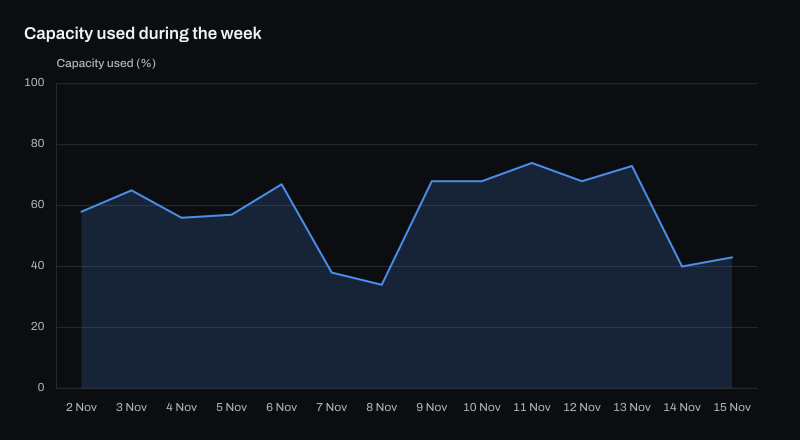 Capacity used during the week
Capacity used (%)
100
80
60
40
20
0
2 Nov 3 Nov 4 Nov 5 Nov 6 Nov 7 Nov 8 Nov 9 Nov 10 Nov 11 Nov 12 Nov 13 Nov 14 Nov 15 Nov